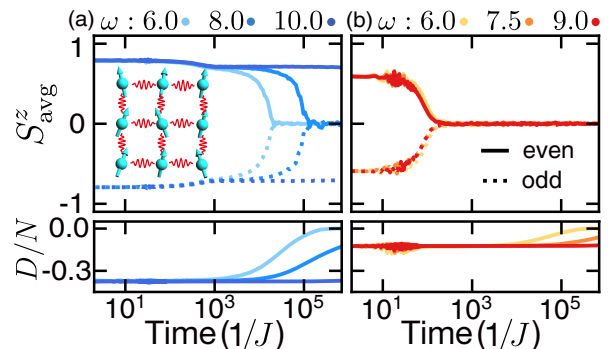 (a) ω : 6.0 8.0 10.0 (b) ω : 6.0 7.5 9.0
S^z_avg
1
0
-1
even
odd
D/N
0.0
-0.3
10^1 10^3 10^5 10^1 10^3 10^5
Time(1/J) Time(1/J)